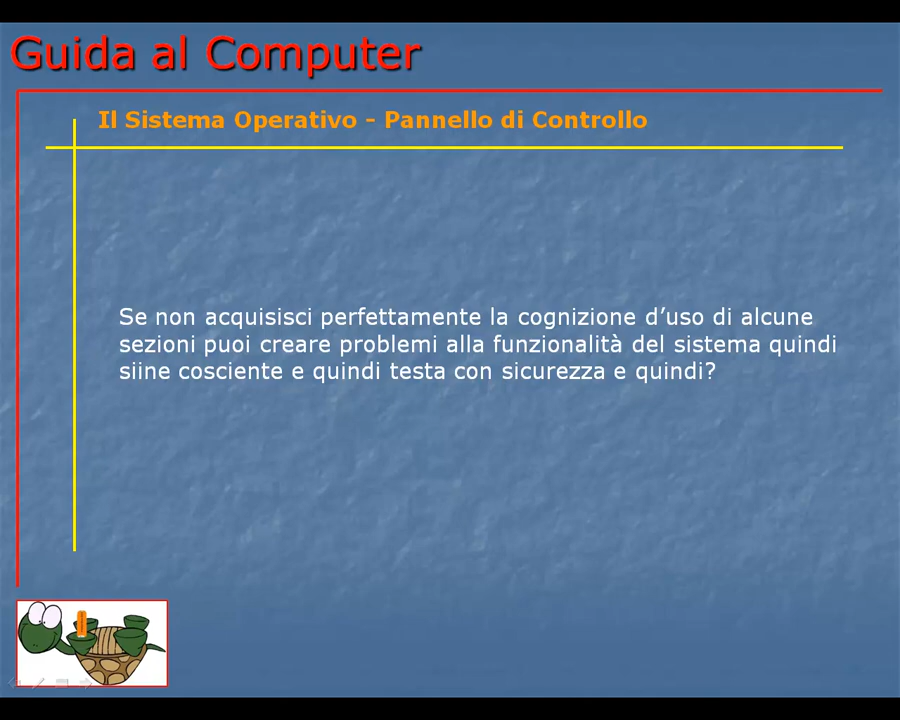 Guida al Computer
Il Sistema Operativo - Pannello di Controllo
Se non acquisisci perfettamente la cognizione d’uso di alcune
sezioni puoi creare problemi alla funzionalità del sistema quindi
siine cosciente e quindi testa con sicurezza e quindi?